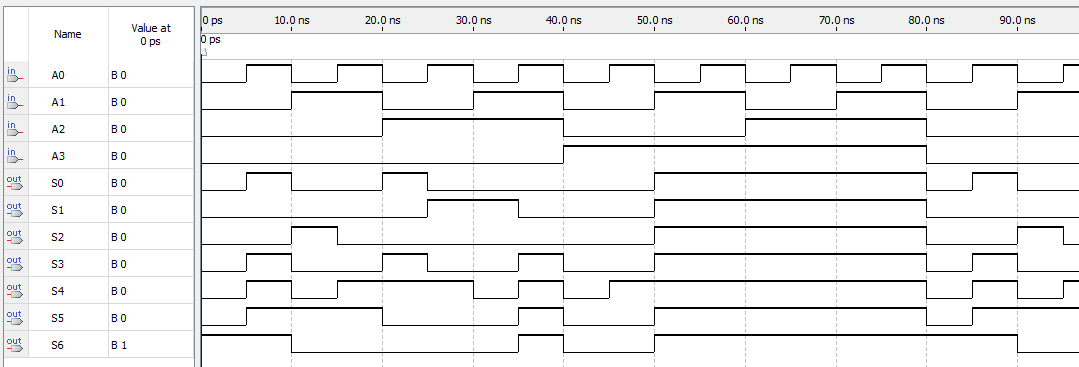 Name
Value at
0 ps
0 ps
10.0 ns
20.0 ns
30.0 ns
40.0 ns
50.0 ns
60.0 ns
70.0 ns
80.0 ns
90.0 ns
0 ps
in
A0
B 0
in
A1
B 0
in
A2
B 0
in
A3
B 0
out
S0
B 0
out
S1
B 0
out
S2
B 0
out
S3
B 0
out
S4
B 0
out
S5
B 0
out
S6
B 1